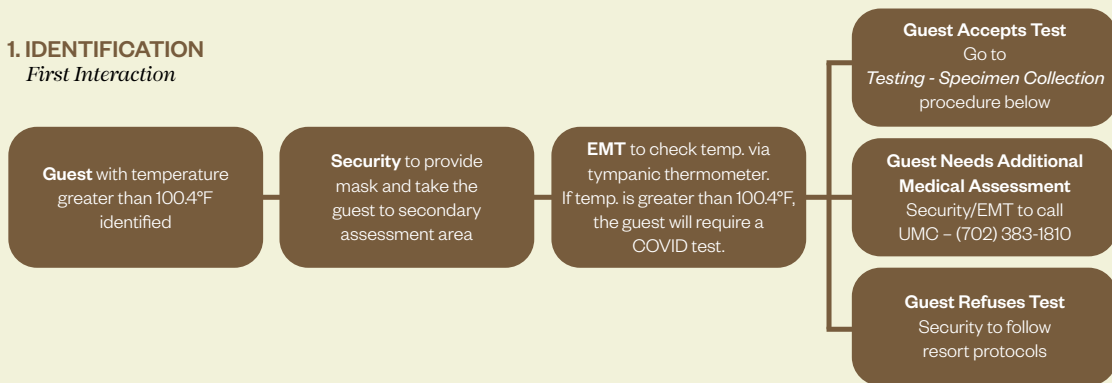 1. IDENTIFICATION
First Interaction
Guest with temperature
greater than 100.4°F
identified
Security to provide
mask and take the
guest to secondary
assessment area
EMT to check temp. via
tympanic thermometer.
If temp. is greater than 100.4°F,
the guest will require a
COVID test.
Guest Accepts Test
Go to
Testing - Specimen Collection
procedure below
Guest Needs Additional
Medical Assessment
Security/EMT to call
UMC – (702) 383-1810
Guest Refuses Test
Security to follow
resort protocols